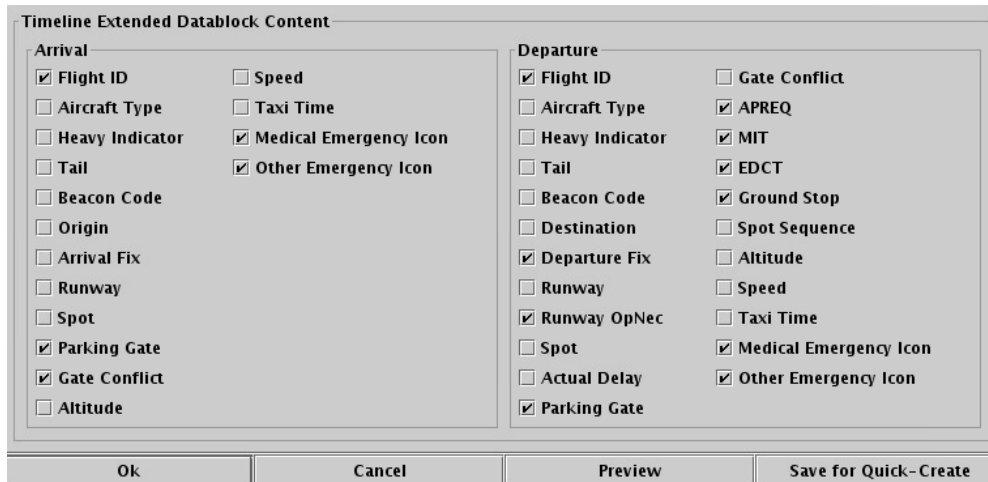 Timeline Extended Datablock Content
Arrival
Flight ID
Aircraft Type
Heavy Indicator
Tail
Beacon Code
Origin
Arrival Fix
Runway
Spot
Parking Gate
Gate Conflict
Altitude
Speed
Taxi Time
Medical Emergency Icon
Other Emergency Icon
Departure
Flight ID
Aircraft Type
Heavy Indicator
Tail
Beacon Code
Destination
Departure Fix
Runway
Runway OpNec
Spot
Actual Delay
Parking Gate
Gate Conflict
APREQ
MIT
EDCT
Ground Stop
Spot Sequence
Altitude
Speed
Taxi Time
Medical Emergency Icon
Other Emergency Icon
Ok
Cancel
Preview
Save for Quick-Create